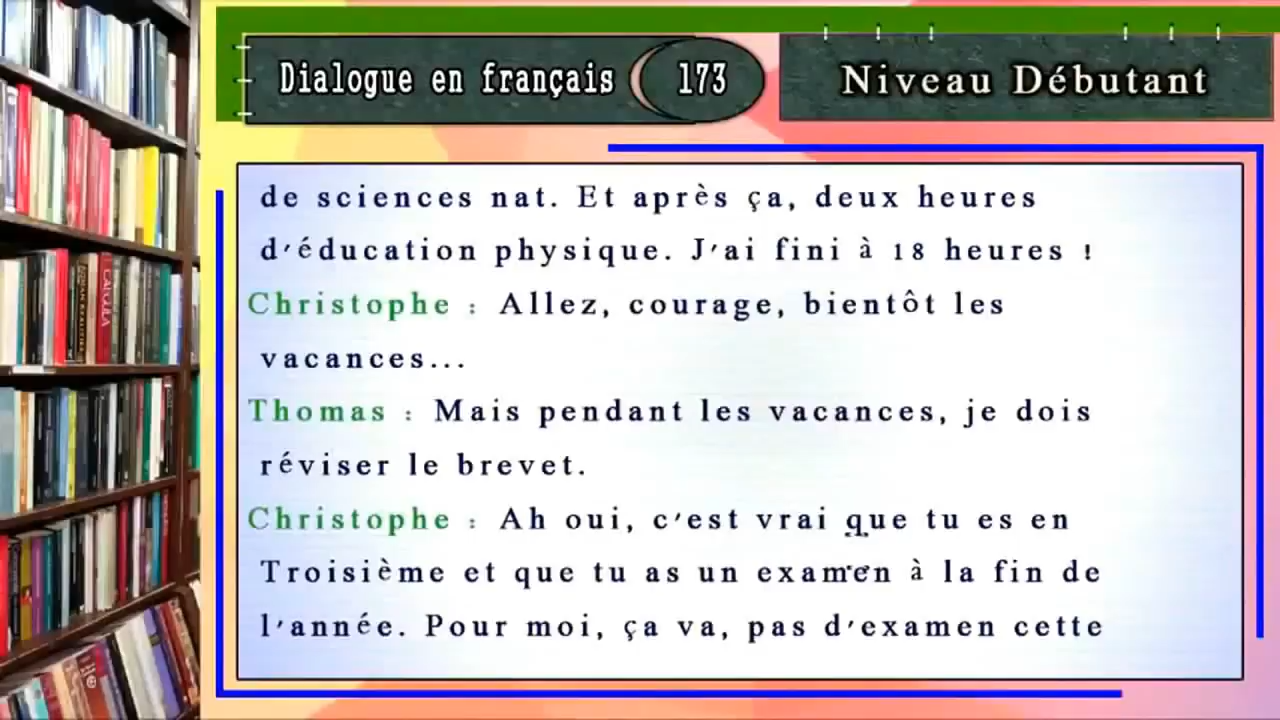 Dialogue en français 173
Niveau Débutant
de sciences nat. Et après ça, deux heures
d'éducation physique. J'ai fini à 18 heures !
Christophe : Allez, courage, bientôt les
vacances...
Thomas : Mais pendant les vacances, je dois
réviser le brevet.
Christophe : Ah oui, c'est vrai que tu es en
Troisième et que tu as un examen à la fin de
l'année. Pour moi, ça va, pas d'examen cette